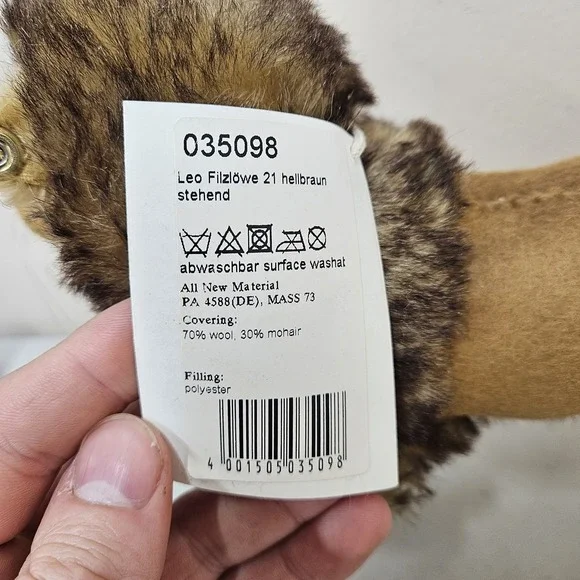 035098
Leo Filzlöwe 21 hellbraun
stehend
abwaschbar surface washat
All New Material
PA 4588(DE), MASS 73
Covering:
70% wool, 30% mohair
Filling:
polyester
4 001505 035098